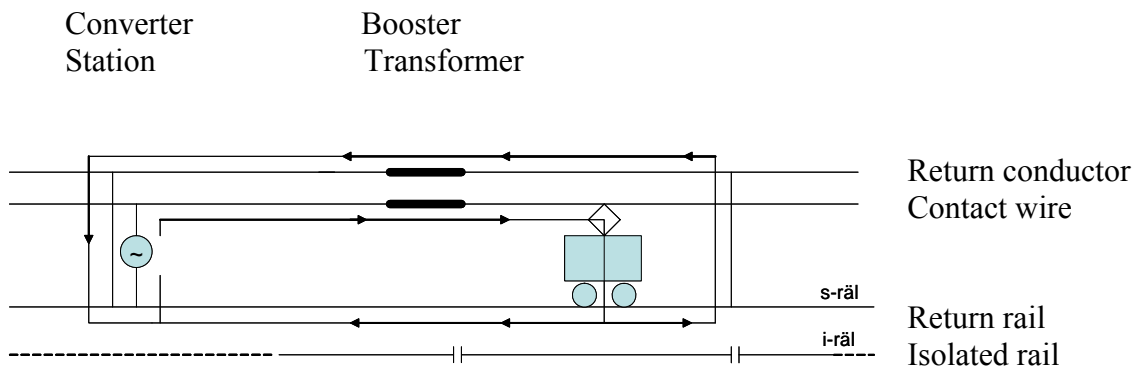 Converter
Station
Booster
Transformer
Return conductor
Contact wire
~
s-räl
Return rail
i-räl
Isolated rail